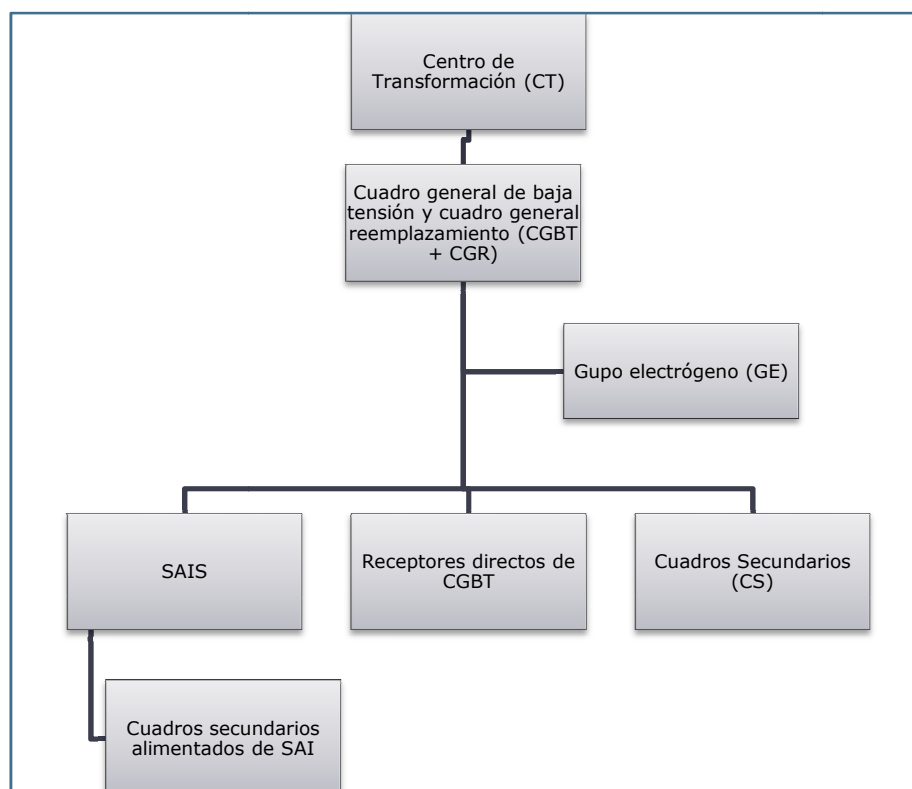 Centro de
Transformación (CT)
Cuadro general de baja
tensión y cuadro general
reemplazamiento (CGBT
+ CGR)
Gupo electrógeno (GE)
SAIS
Receptores directos de
CGBT
Cuadros Secundarios
(CS)
Cuadros secundarios
alimentados de SAI